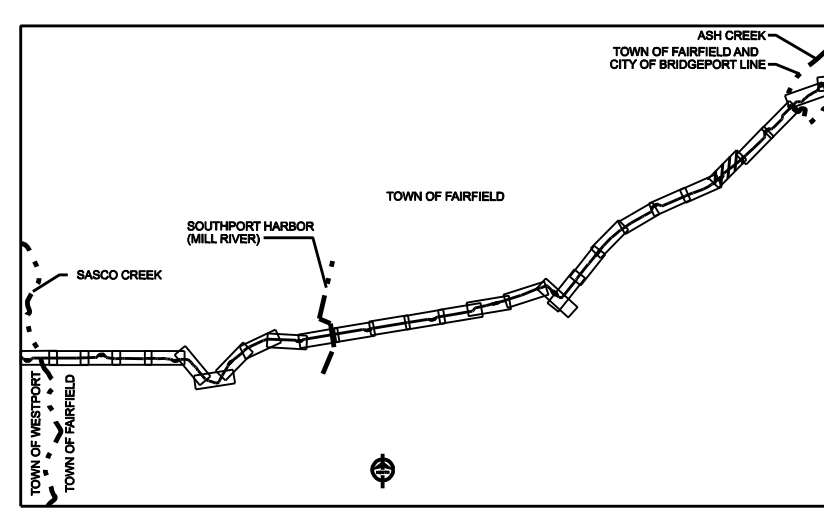 ASH CREEK
TOWN OF FAIRFIELD AND
CITY OF BRIDGEPORT LINE
TOWN OF FAIRFIELD
SOUTHPORT HARBOR
(MILL RIVER)
SASCO CREEK
TOWN OF WESTPORT
TOWN OF FAIRFIELD